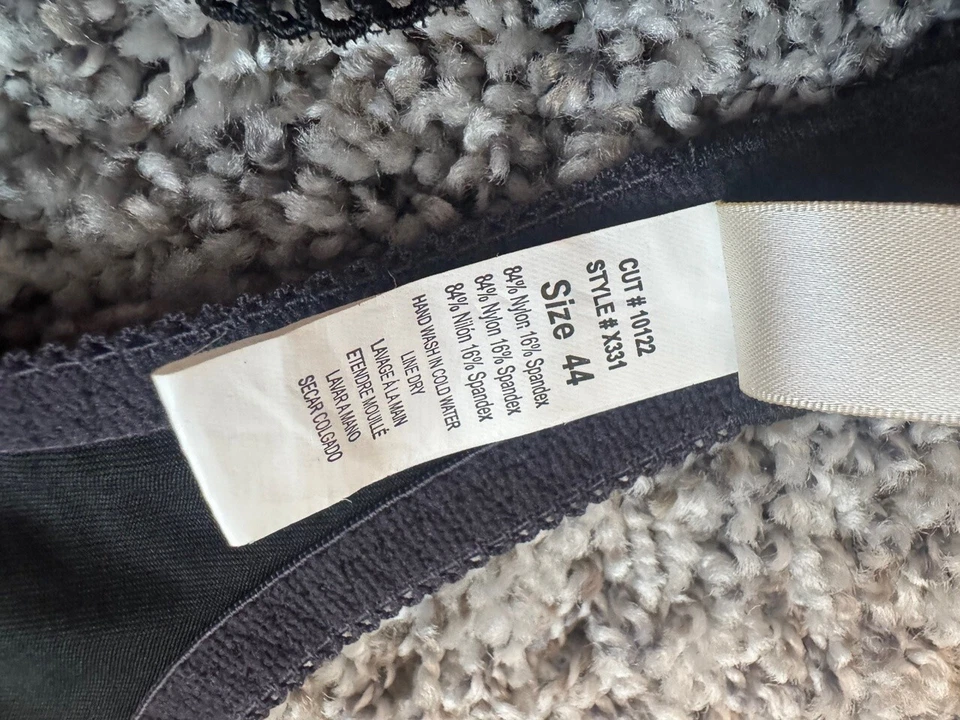 CUT # 10122
STYLE # X331
Size 44
84% Nylon: 16% Spandex
84% Nylon 16% Spandex
84% Nilón 16% Spandex
HAND WASH IN COLD WATER
LINE DRY
LAVAGE À LA MAIN
ETENDRE MOUILLÉ
LAVAR A MANO
SECAR COLGADO